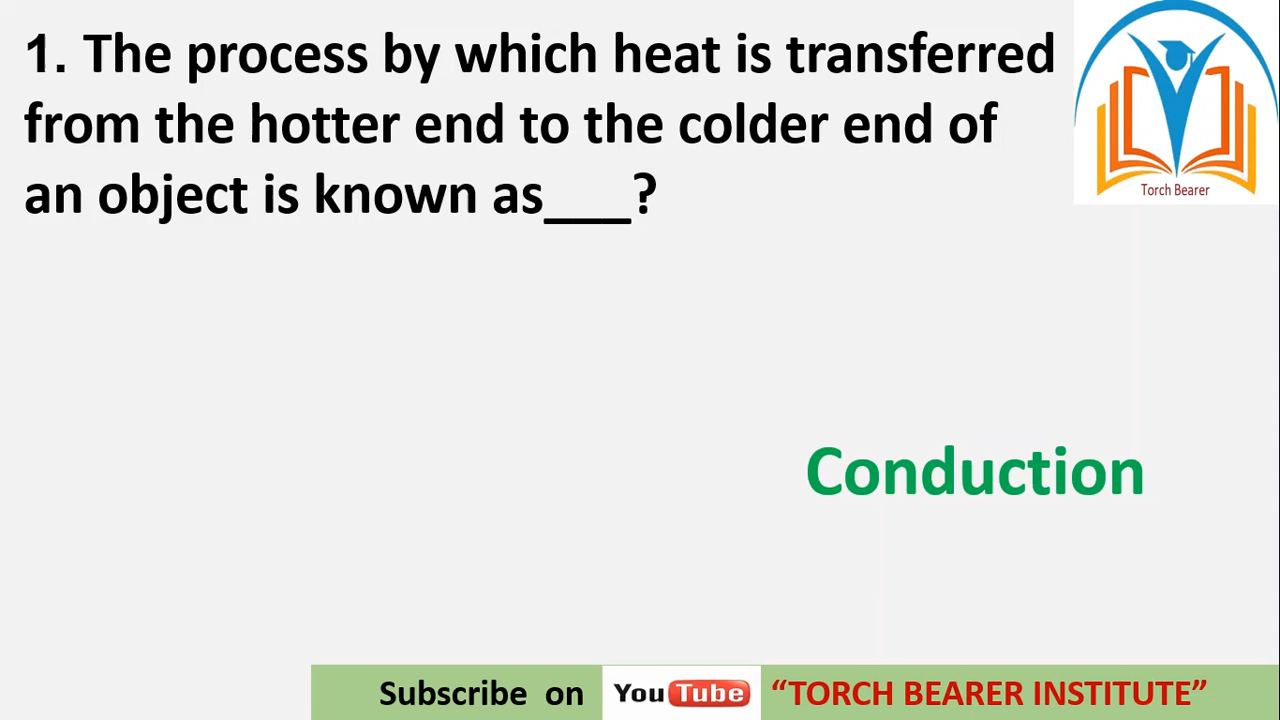 1. The process by which heat is transferred
from the hotter end to the colder end of
an object is known as___?
Torch Bearer
Conduction
Subscribe on YouTube “TORCH BEARER INSTITUTE”